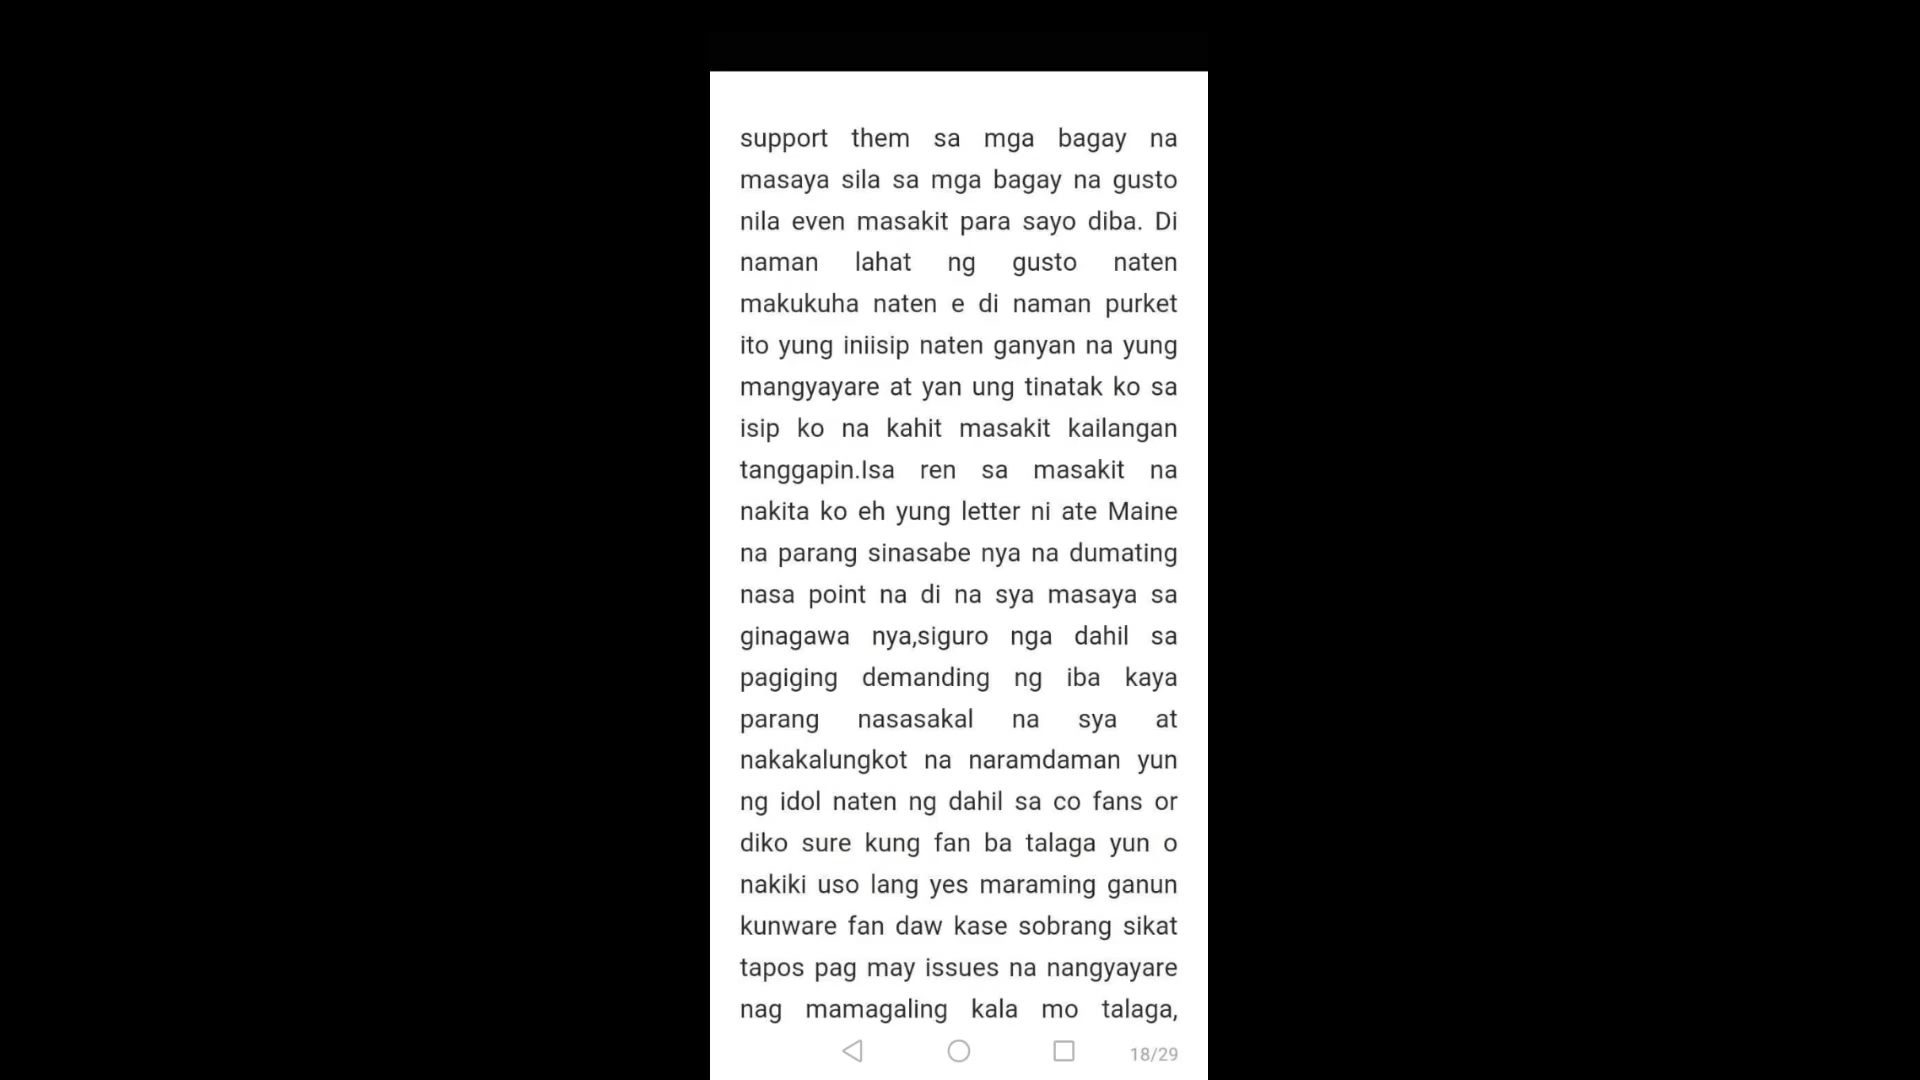 support them sa mga bagay na
masaya sila sa mga bagay na gusto
nila even masakit para sayo diba. Di
naman lahat ng gusto naten
makukuha naten e di naman purket
ito yung iniisip naten ganyan na yung
mangyayare at yan ung tinatak ko sa
isip ko na kahit masakit kailangan
tanggapin.Isa ren sa masakit na
nakita ko eh yung letter ni ate Maine
na parang sinasabe nya na dumating
nasa point na di na sya masaya sa
ginagawa nya,siguro nga dahil sa
pagiging demanding ng iba kaya
parang nasasakal na sya at
nakakalungkot na naramdaman yun
ng idol naten ng dahil sa co fans or
diko sure kung fan ba talaga yun o
nakiki uso lang yes maraming ganun
kunware fan daw kase sobrang sikat
tapos pag may issues na nangyayare
nag mamagaling kala mo talaga,
18/29